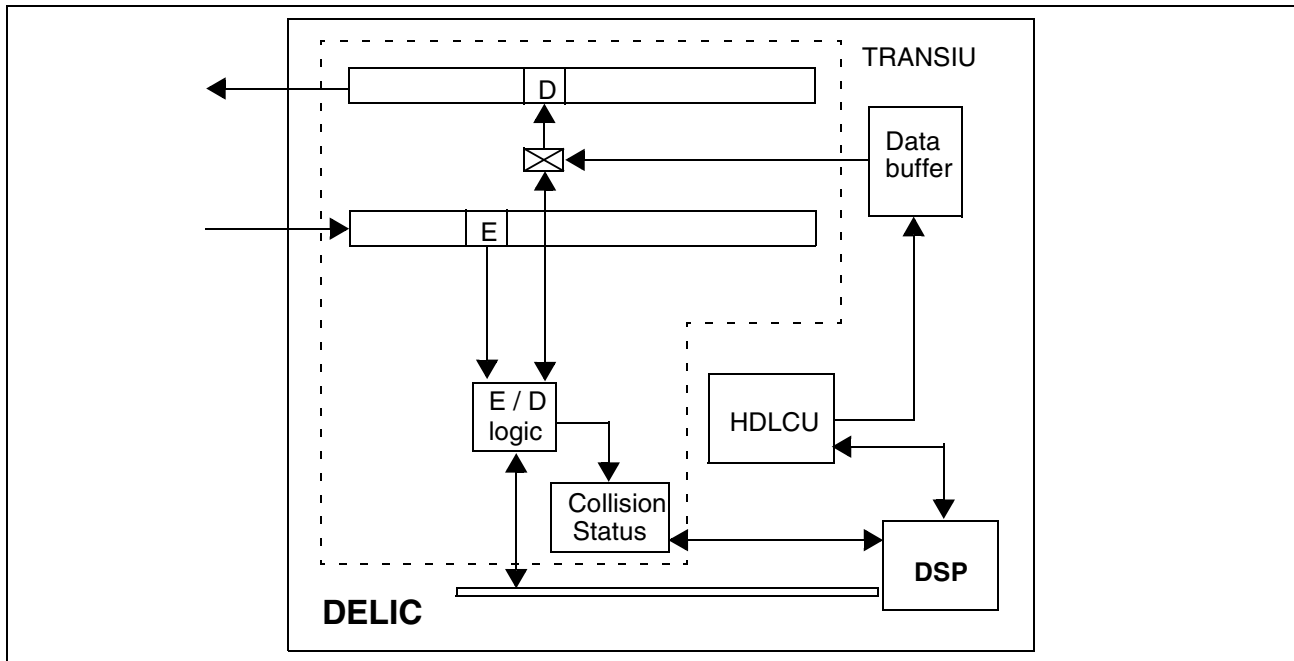 TRANSIU
D
Data
buffer
E
E / D
logic
HDLCU
Collision
Status
DSP
DELIC